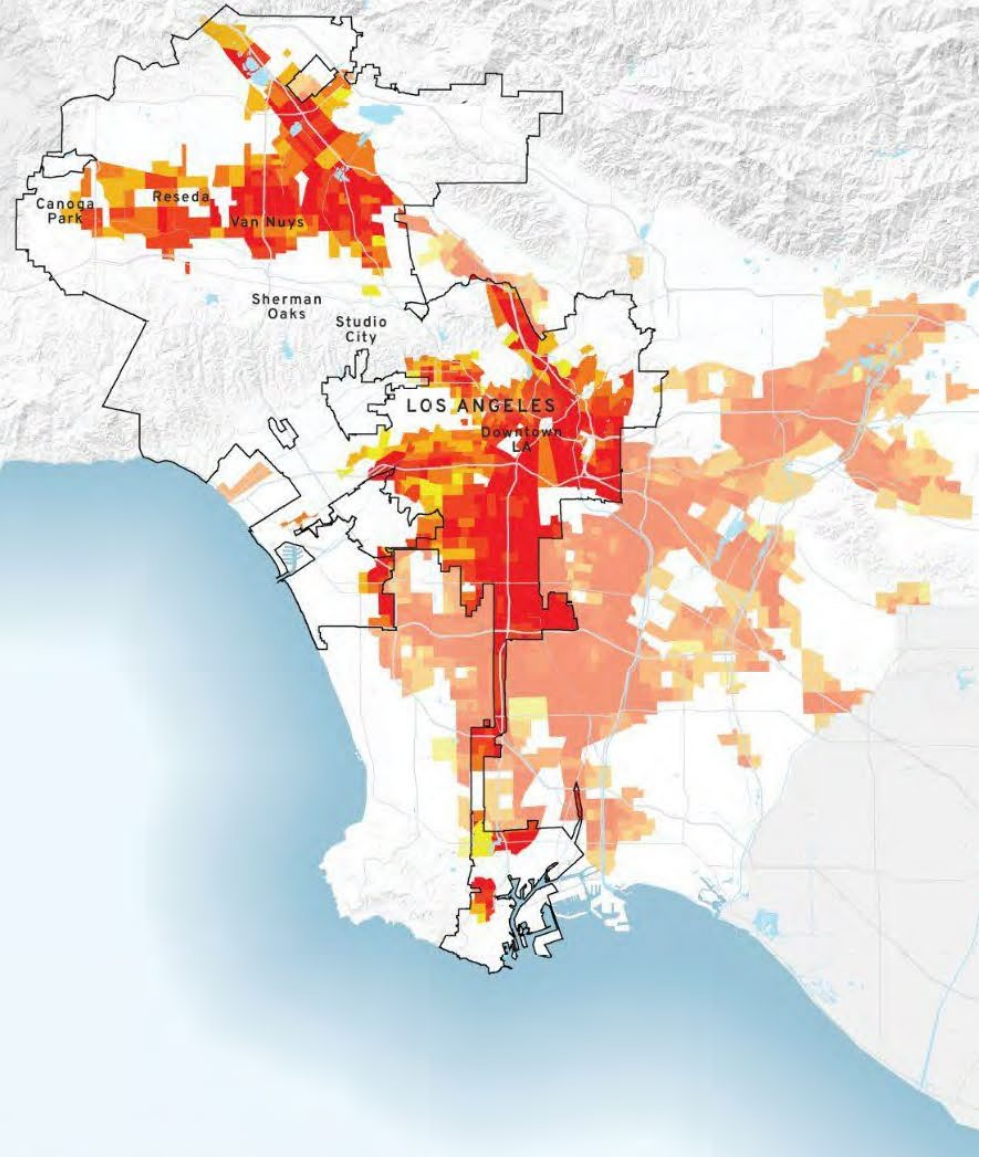 Canoga
Park
Reseda
Van Nuys
Sherman
Oaks
Studio
City
LOS ANGELES
Downtown
LA